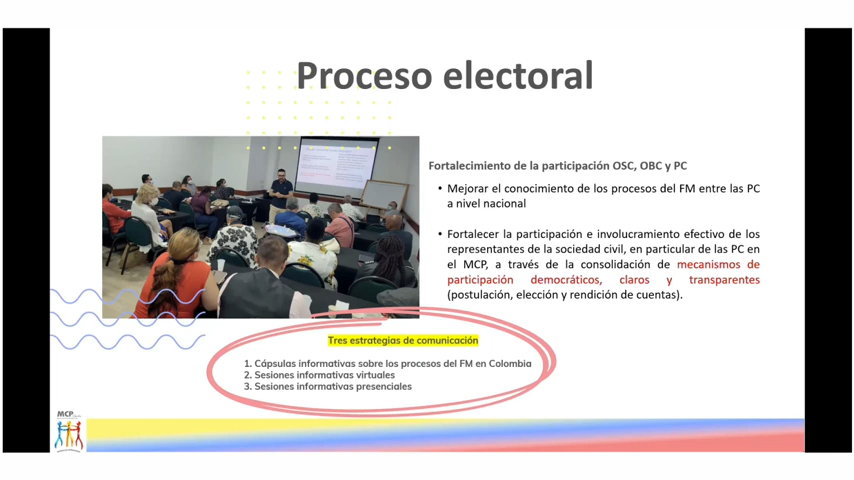 Proceso electoral
Fortalecimiento de la participación OSC, OBC y PC
• Mejorar el conocimiento de los procesos del FM entre las PC
a nivel nacional
• Fortalecer la participación e involucramiento efectivo de los
representantes de la sociedad civil, en particular de las PC en
el MCP, a través de la consolidación de mecanismos de
participación democráticos, claros y transparentes
(postulación, elección y rendición de cuentas).
Tres estrategias de comunicación
1. Cápsulas informativas sobre los procesos del FM en Colombia
2. Sesiones informativas virtuales
3. Sesiones informativas presenciales
MCP